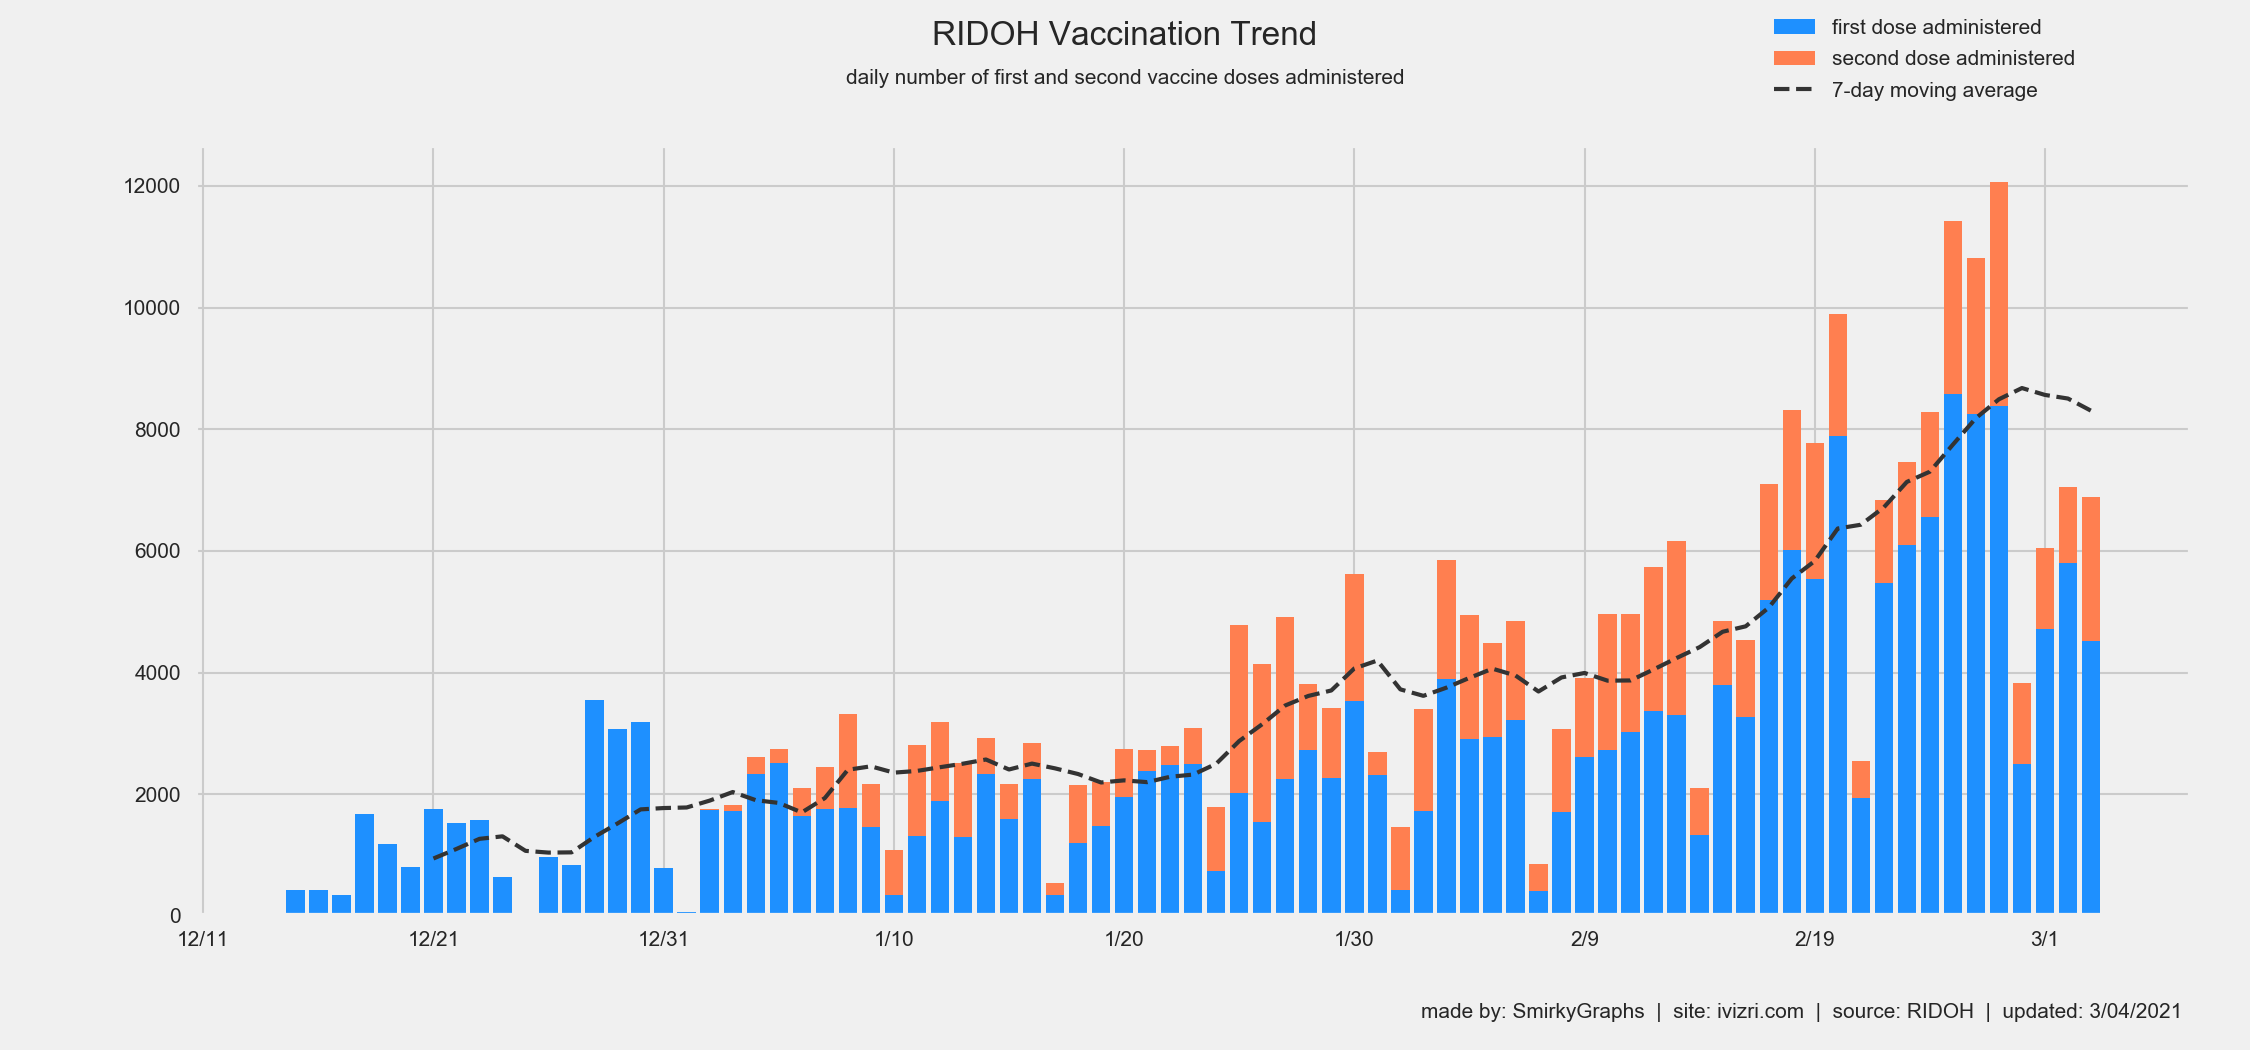 RIDOH Vaccination Trend
daily number of first and second vaccine doses administered
first dose administered
second dose administered
7-day moving average
12000
10000
8000
6000
4000
2000
0
12/11 12/21 12/31 1/10 1/20 1/30 2/9 2/19 3/1
made by: SmirkyGraphs | site: ivizri.com | source: RIDOH | updated: 3/04/2021